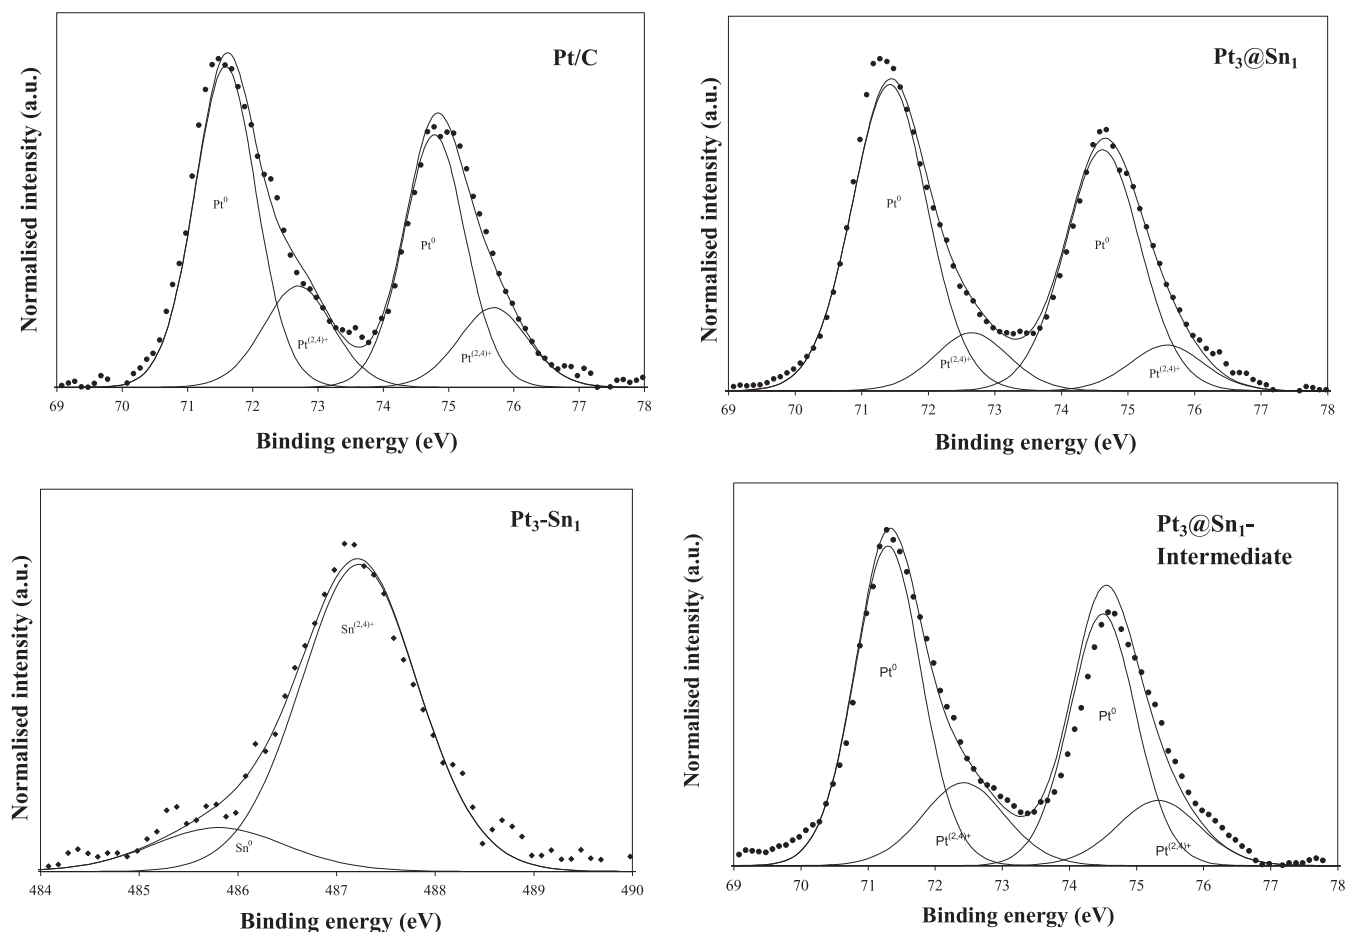 Pt/C
Normalised intensity (a.u.)
Pt⁰
Pt⁰
Pt⁽²,⁴⁾⁺
Pt⁽²,⁴⁾⁺
69 70 71 72 73 74 75 76 77 78
Binding energy (eV)
Pt₃@Sn₁
Normalised intensity (a.u.)
Pt⁰
Pt⁰
Pt⁽²,⁴⁾⁺
Pt⁽²,⁴⁾⁺
69 70 71 72 73 74 75 76 77 78
Binding energy (eV)
Pt₃-Sn₁
Normalised intensity (a.u.)
Sn⁽²,⁴⁾⁺
Sn⁰
484 485 486 487 488 489 490
Binding energy (eV)
Pt₃@Sn₁-
Intermediate
Normalised intensity (a.u.)
Pt⁰
Pt⁰
Pt⁽²,⁴⁾⁺
Pt⁽²,⁴⁾⁺
69 70 71 72 73 74 75 76 77 78
Binding energy (eV)